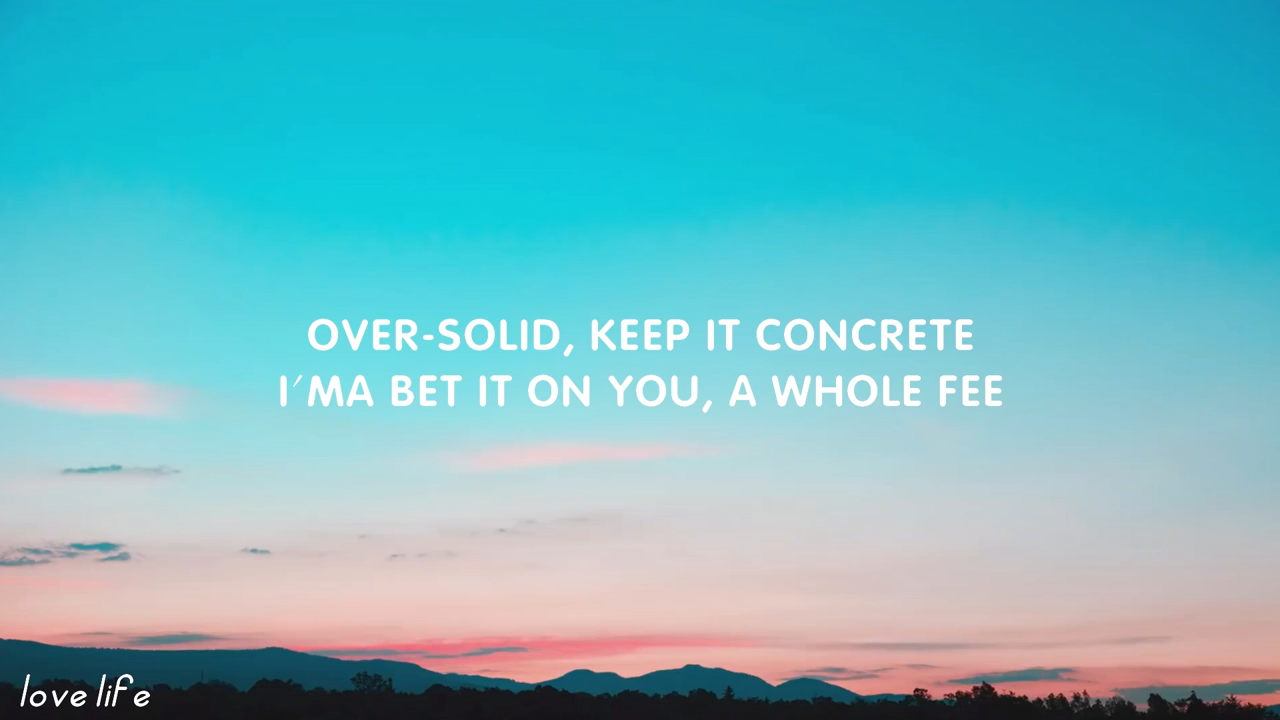 OVER-SOLID, KEEP IT CONCRETE
I'MA BET IT ON YOU, A WHOLE FEE
love life